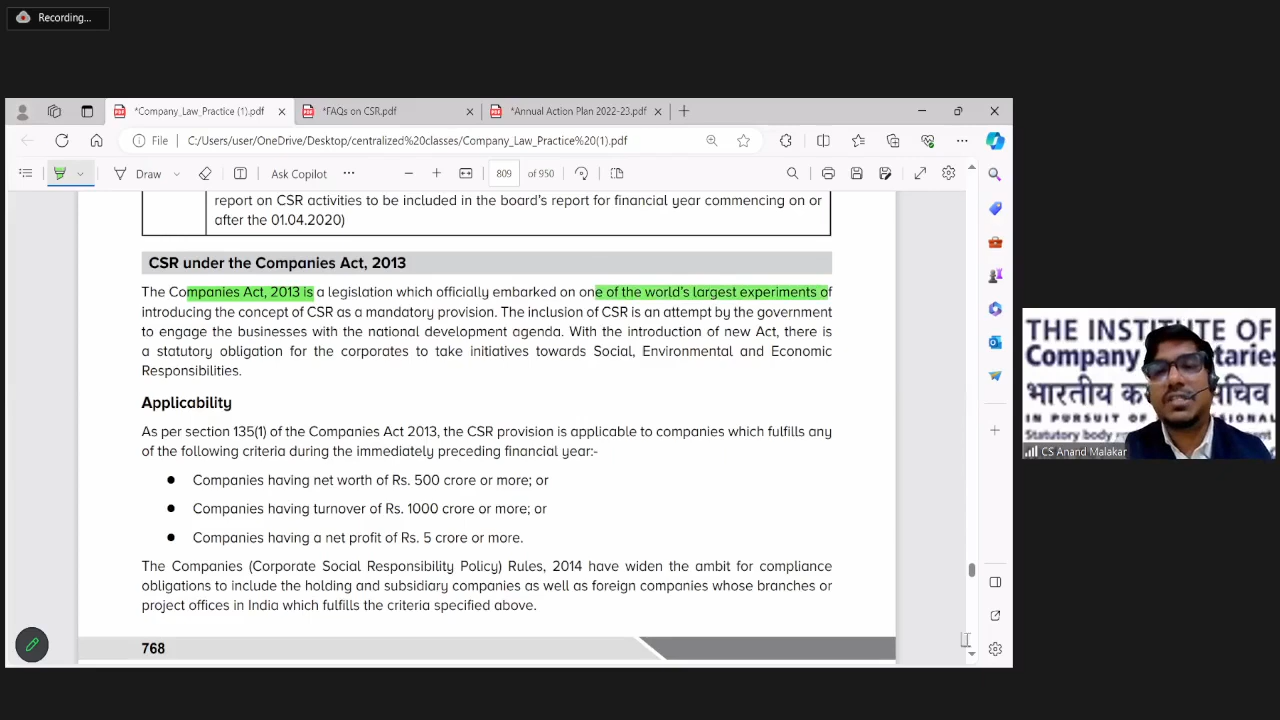 Recording...
*Company_Law_Practice (1).pdf
*FAQs on CSR.pdf
*Annual Action Plan 2022-23.pdf
File
C:/Users/user/OneDrive/Desktop/centralized%20classes/Company_Law_Practice%20(1).pdf
Draw
Ask Copilot
809 of 950
report on CSR activities to be included in the board's report for financial year commencing on or
after the 01.04.2020)
CSR under the Companies Act, 2013
The Companies Act, 2013 is a legislation which officially embarked on one of the world's largest experiments of
introducing the concept of CSR as a mandatory provision. The inclusion of CSR is an attempt by the government
to engage the businesses with the national development agenda. With the introduction of new Act, there is
a statutory obligation for the corporates to take initiatives towards Social, Environmental and Economic
Responsibilities.
Applicability
As per section 135(1) of the Companies Act 2013, the CSR provision is applicable to companies which fulfills any
of the following criteria during the immediately preceding financial year:-
● Companies having net worth of Rs. 500 crore or more; or
● Companies having turnover of Rs. 1000 crore or more; or
● Companies having a net profit of Rs. 5 crore or more.
The Companies (Corporate Social Responsibility Policy) Rules, 2014 have widen the ambit for compliance
obligations to include the holding and subsidiary companies as well as foreign companies whose branches or
project offices in India which fulfills the criteria specified above.
768
THE INSTITUTE OF
Company
भारतीय सचिव
IN PURSUIT OF
Statutory body
CS Anand Malakar